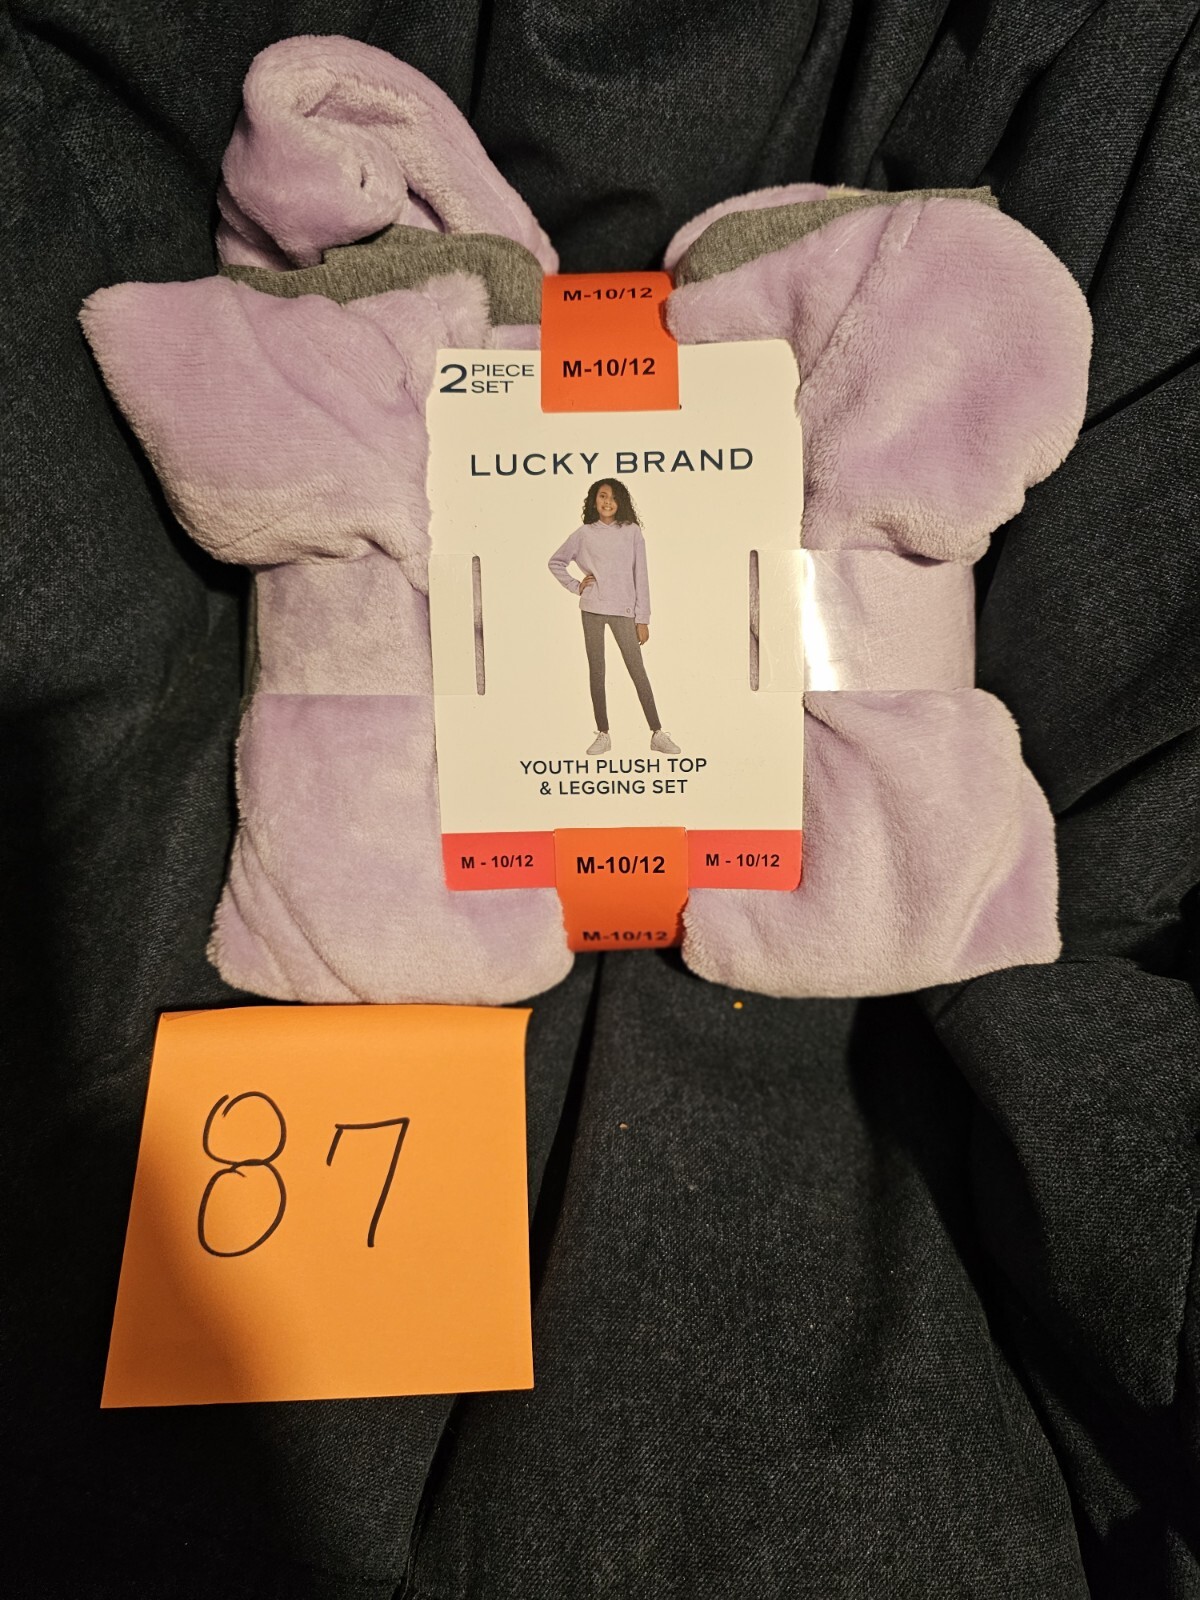 M-10/12
M-10/12
2 PIECE
SET
LUCKY BRAND
YOUTH PLUSH TOP
& LEGGING SET
M - 10/12
M-10/12
M - 10/12
M-10/12
87